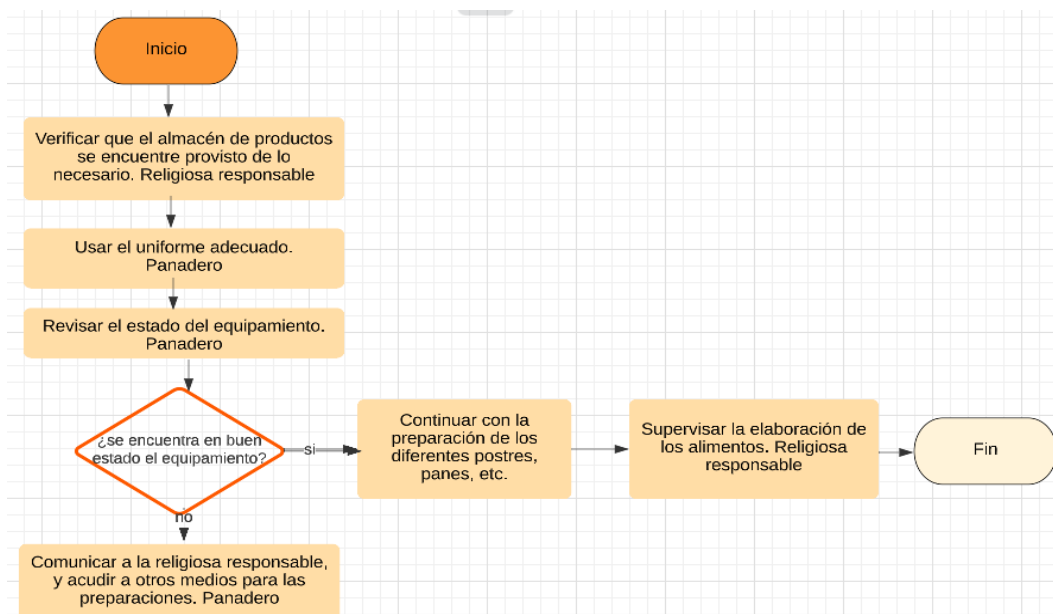 Inicio
Verificar que el almacén de productos
se encuentre provisto de lo
necesario. Religiosa responsable
Usar el uniforme adecuado.
Panadero
Revisar el estado del equipamiento.
Panadero
¿se encuentra en buen
estado el equipamiento?
si
Continuar con la
preparación de los
diferentes postres,
panes, etc.
Supervisar la elaboración de
los alimentos. Religiosa
responsable
Fin
no
Comunicar a la religiosa responsable,
y acudir a otros medios para las
preparaciones. Panadero